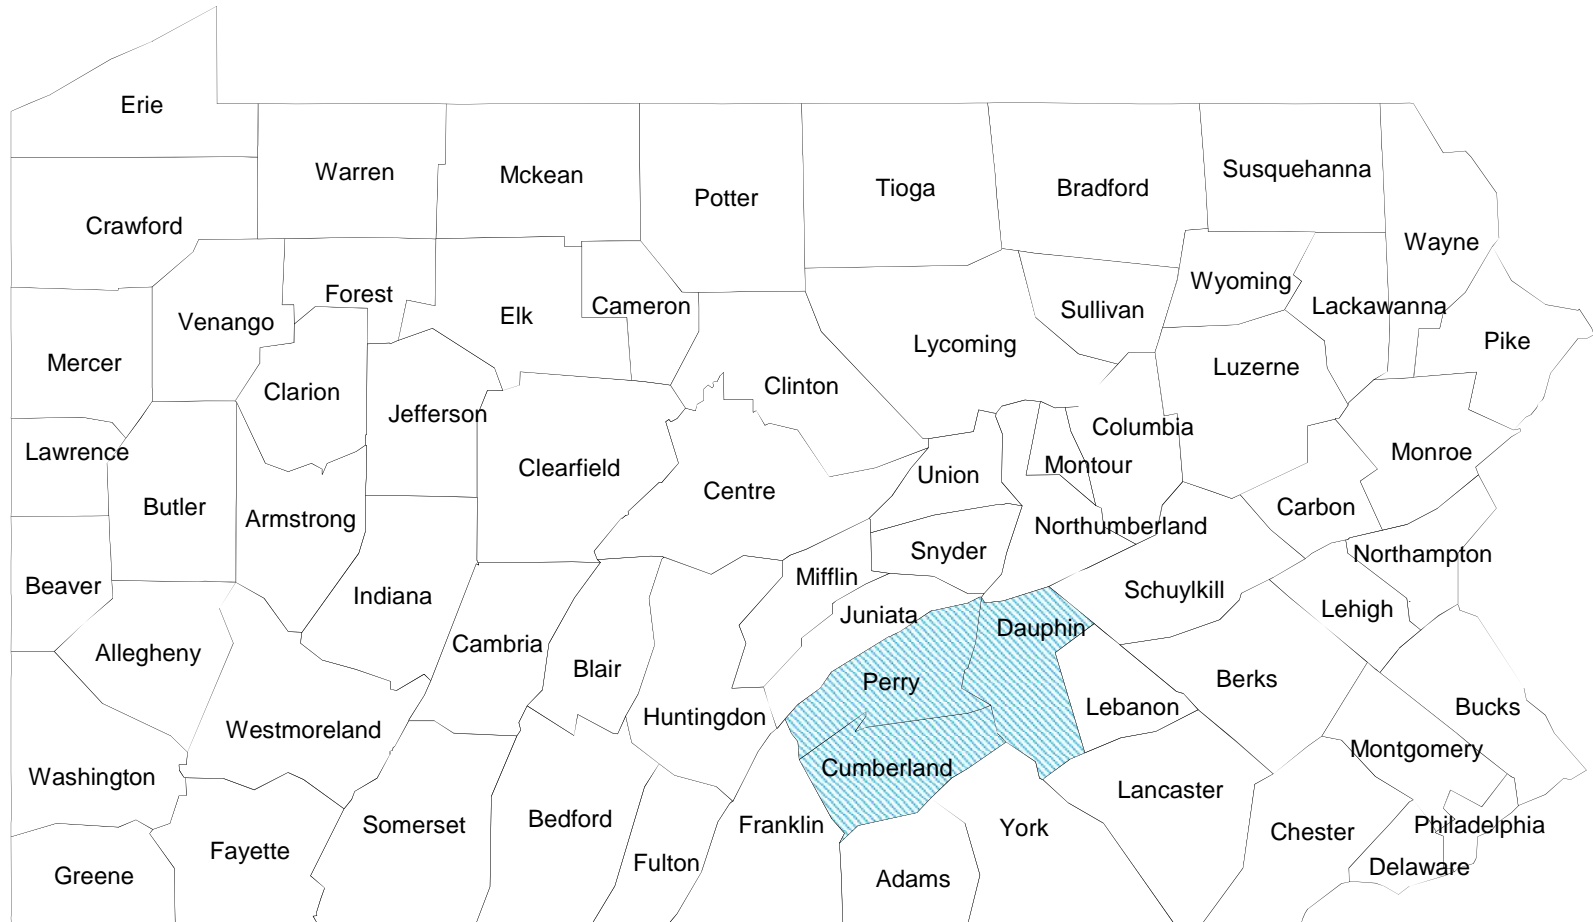 Erie
Warren
Mckean
Potter
Tioga
Bradford
Susquehanna
Crawford
Wayne
Forest
Venango
Elk
Cameron
Wyoming
Sullivan
Lackawanna
Mercer
Lycoming
Pike
Clarion
Clinton
Luzerne
Jefferson
Columbia
Lawrence
Clearfield
Centre
Union
Montour
Monroe
Butler
Armstrong
Carbon
Northumberland
Snyder
Northampton
Beaver
Mifflin
Indiana
Juniata
Schuylkill
Lehigh
Dauphin
Allegheny
Cambria
Blair
Perry
Berks
Westmoreland
Huntingdon
Lebanon
Bucks
Washington
Cumberland
Montgomery
Lancaster
Somerset
Bedford
Franklin
York
Chester
Philadelphia
Greene
Fayette
Fulton
Adams
Delaware